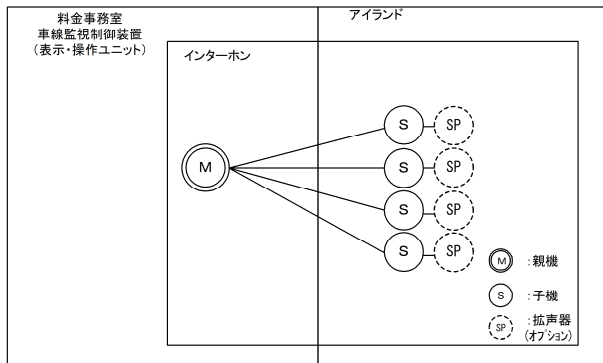 料金事務室
車線監視制御装置
(表示・操作ユニット)
アイランド
インターホン
M
S
SP
S
SP
S
SP
S
SP
M :親機
S :子機
SP :拡声器
(オプション)